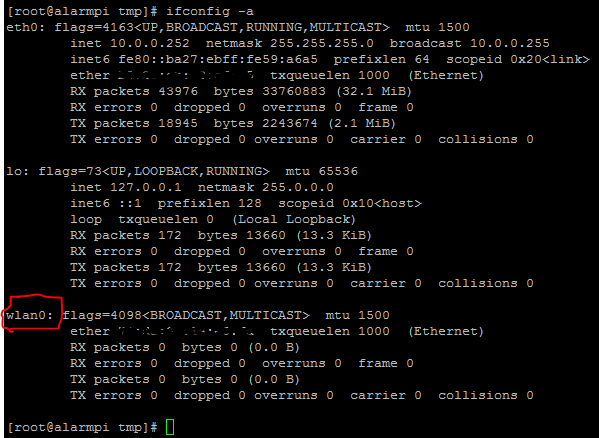 [root@alarmpi tmp]# ifconfig -a
eth0: flags=4163<UP,BROADCAST,RUNNING,MULTICAST>  mtu 1500
        inet 10.0.0.252  netmask 255.255.255.0  broadcast 10.0.0.255
        inet6 fe80::ba27:ebff:fe59:a6a5  prefixlen 64  scopeid 0x20<link>
        ether  txqueuelen 1000  (Ethernet)
        RX packets 43976  bytes 33760883 (32.1 MiB)
        RX errors 0  dropped 0  overruns 0  frame 0
        TX packets 18945  bytes 2243674 (2.1 MiB)
        TX errors 0  dropped 0 overruns 0  carrier 0  collisions 0

lo: flags=73<UP,LOOPBACK,RUNNING>  mtu 65536
        inet 127.0.0.1  netmask 255.0.0.0
        inet6 ::1  prefixlen 128  scopeid 0x10<host>
        loop  txqueuelen 0  (Local Loopback)
        RX packets 172  bytes 13660 (13.3 KiB)
        RX errors 0  dropped 0  overruns 0  frame 0
        TX packets 172  bytes 13660 (13.3 KiB)
        TX errors 0  dropped 0 overruns 0  carrier 0  collisions 0

wlan0: flags=4098<BROADCAST,MULTICAST>  mtu 1500
        ether  txqueuelen 1000  (Ethernet)
        RX packets 0  bytes 0 (0.0 B)
        RX errors 0  dropped 0  overruns 0  frame 0
        TX packets 0  bytes 0 (0.0 B)
        TX errors 0  dropped 0 overruns 0  carrier 0  collisions 0

[root@alarmpi tmp]#